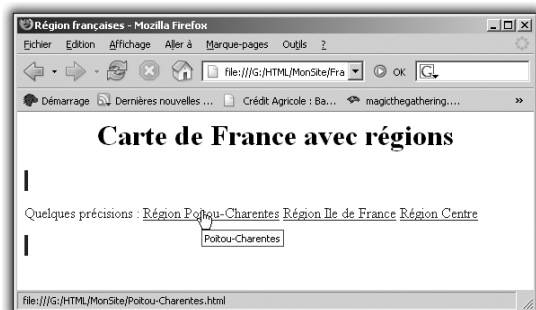 Région françaises - Mozilla Firefox
Fichier Edition Affichage Aller à Marque-pages Outils ?
file:///G:/HTML/MonSite/Fra OK G
Démarrage Dernières nouvelles ... Crédit Agricole : Ba... magicthegathering.... »
Carte de France avec régions
Quelques précisions : Région Poitou-Charentes Région Ile de France Région Centre
Poitou-Charentes
file:///G:/HTML/MonSite/Poitou-Charentes.html